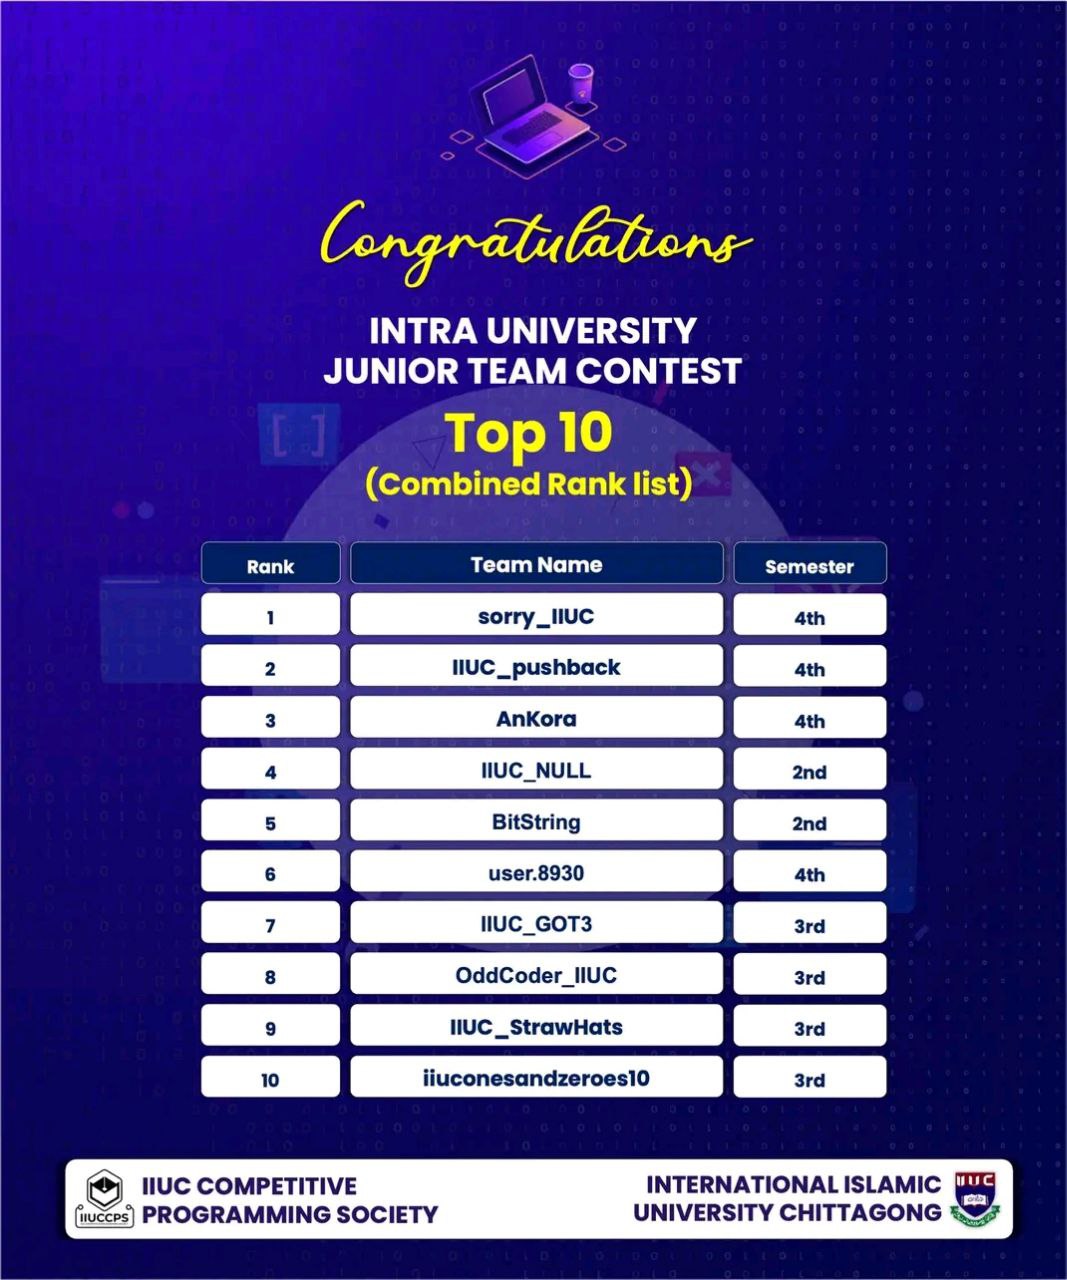 Congratulations
INTRA UNIVERSITY
JUNIOR TEAM CONTEST
Top 10
(Combined Rank list)
Rank Team Name Semester
1 sorry_IIUC 4th
2 IIUC_pushback 4th
3 AnKora 4th
4 IIUC_NULL 2nd
5 BitString 2nd
6 user.8930 4th
7 IIUC_GOT3 3rd
8 OddCoder_IIUC 3rd
9 IIUC_StrawHats 3rd
10 iiuconesandzeroes10 3rd
IIUCCPS
IIUC COMPETITIVE
PROGRAMMING SOCIETY
INTERNATIONAL ISLAMIC
UNIVERSITY CHITTAGONG
IIUC